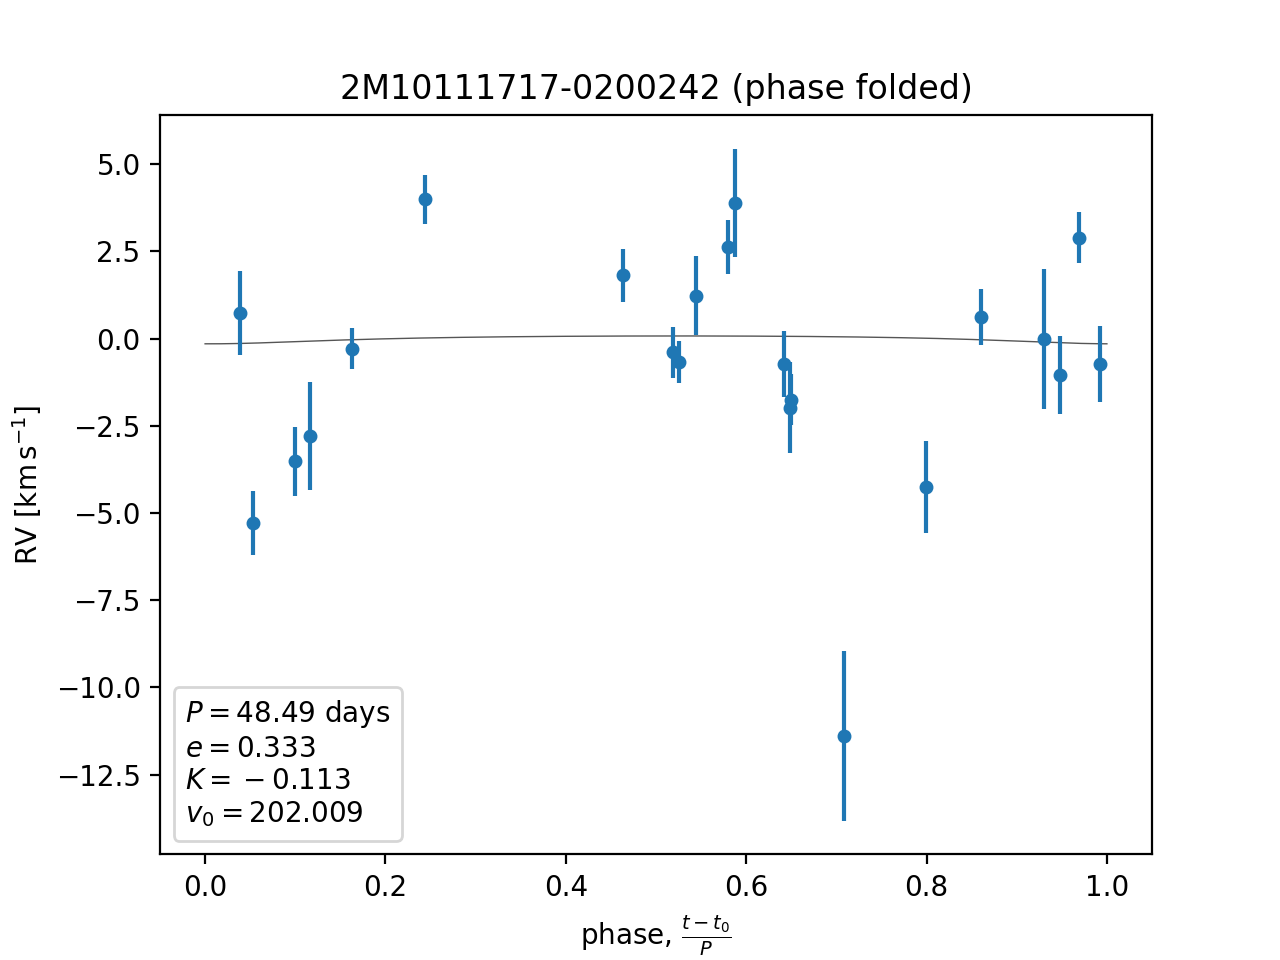 2M10111717-0200242 (phase folded)
5.0
2.5
0.0
−2.5
−5.0
−7.5
−10.0
−12.5
RV [km s⁻¹]
P = 48.49 days
e = 0.333
K = −0.113
v₀ = 202.009
0.0 0.2 0.4 0.6 0.8 1.0
phase, (t − t₀)/P